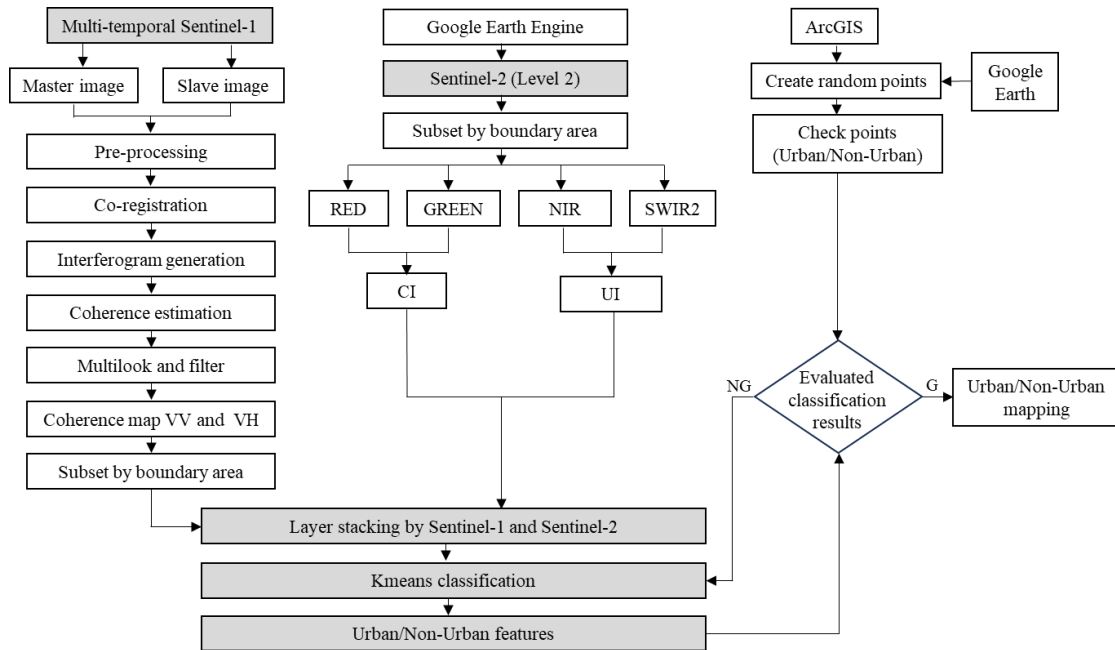 Multi-temporal Sentinel-1
Master image
Slave image
Pre-processing
Co-registration
Interferogram generation
Coherence estimation
Multilook and filter
Coherence map VV and VH
Subset by boundary area
Google Earth Engine
Sentinel-2 (Level 2)
Subset by boundary area
RED
GREEN
NIR
SWIR2
CI
UI
ArcGIS
Create random points
Google
Earth
Check points
(Urban/Non-Urban)
Evaluated
classification
results
NG
G
Urban/Non-Urban
mapping
Layer stacking by Sentinel-1 and Sentinel-2
Kmeans classification
Urban/Non-Urban features